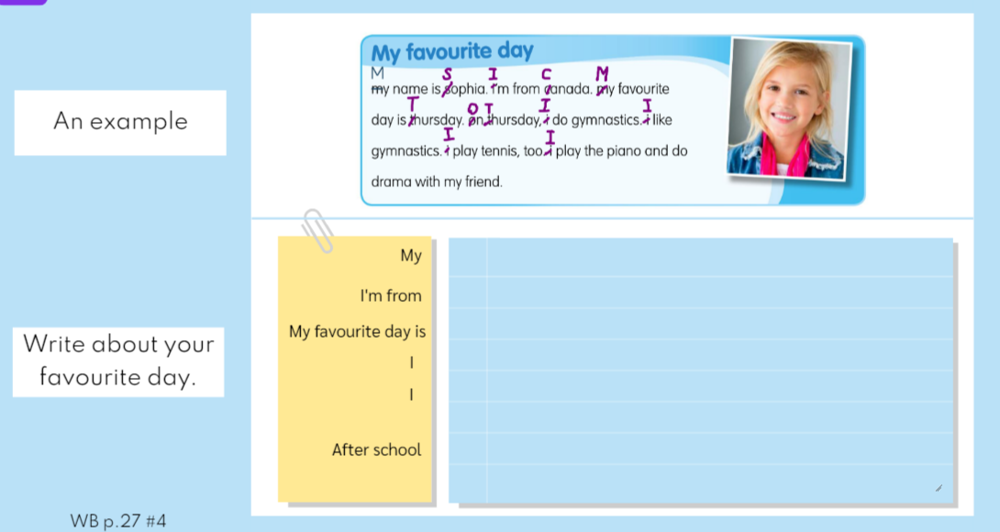 An example
My favourite day
M S I C M
my name is sophia. i'm from canada. my favourite
T O T I I
day is thursday. on thursday, i do gymnastics. i like
I I
gymnastics. i play tennis, too. i play the piano and do
drama with my friend.
Write about your
favourite day.
My
I'm from
My favourite day is
I
I
After school
WB p.27 #4